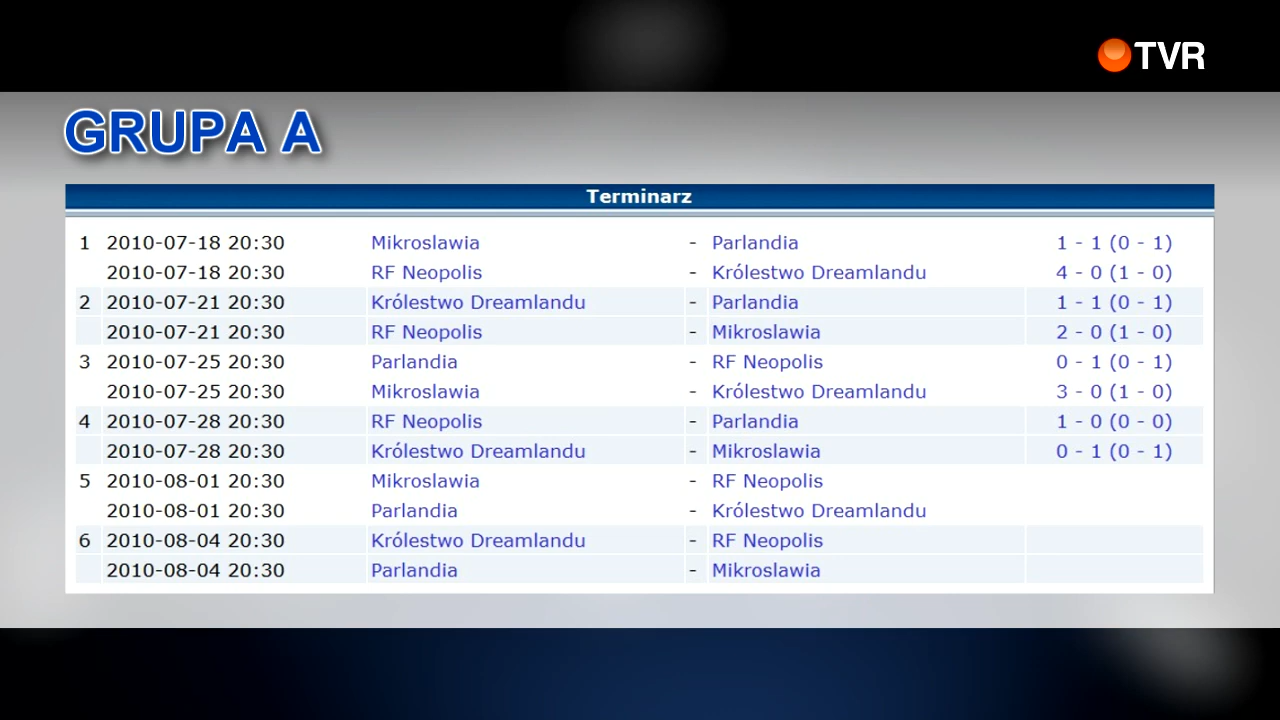 TVR
GRUPA A
Terminarz
1 2010-07-18 20:30 Mikroslawia - Parlandia 1 - 1 (0 - 1)
2010-07-18 20:30 RF Neopolis - Królestwo Dreamlandu 4 - 0 (1 - 0)
2 2010-07-21 20:30 Królestwo Dreamlandu - Parlandia 1 - 1 (0 - 1)
2010-07-21 20:30 RF Neopolis - Mikroslawia 2 - 0 (1 - 0)
3 2010-07-25 20:30 Parlandia - RF Neopolis 0 - 1 (0 - 1)
2010-07-25 20:30 Mikroslawia - Królestwo Dreamlandu 3 - 0 (1 - 0)
4 2010-07-28 20:30 RF Neopolis - Parlandia 1 - 0 (0 - 0)
2010-07-28 20:30 Królestwo Dreamlandu - Mikroslawia 0 - 1 (0 - 1)
5 2010-08-01 20:30 Mikroslawia - RF Neopolis
2010-08-01 20:30 Parlandia - Królestwo Dreamlandu
6 2010-08-04 20:30 Królestwo Dreamlandu - RF Neopolis
2010-08-04 20:30 Parlandia - Mikroslawia